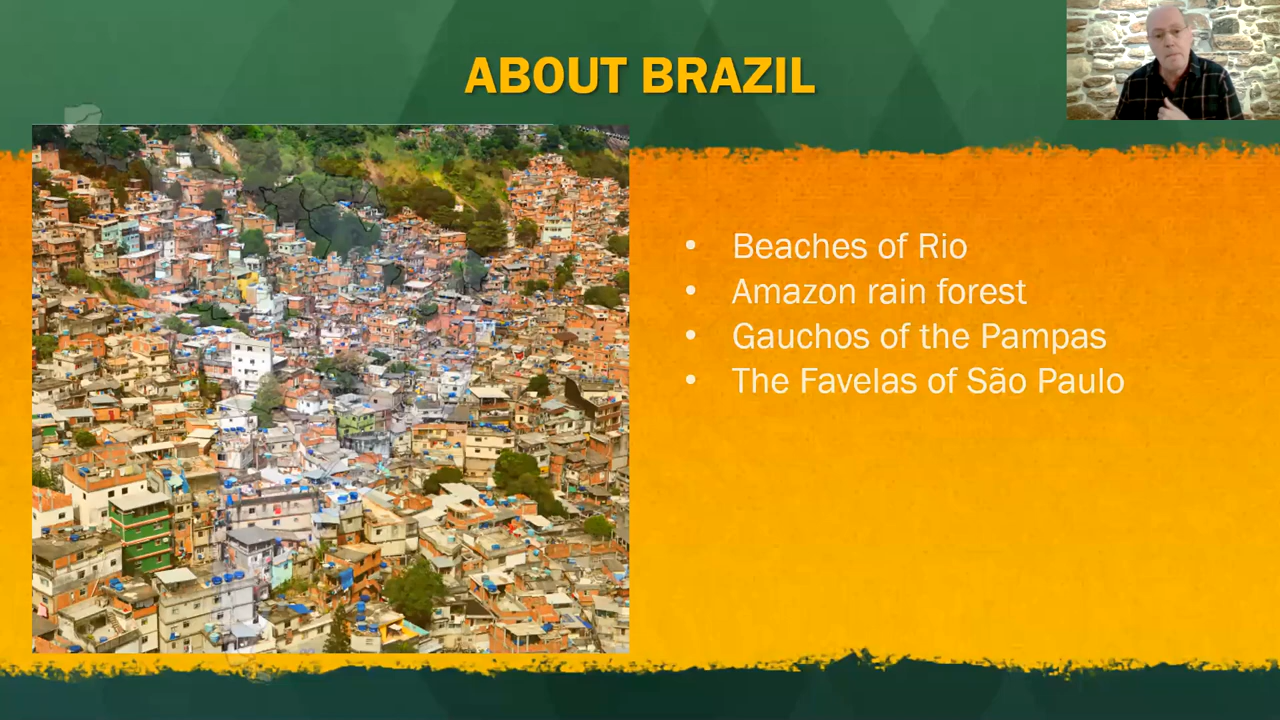 ABOUT BRAZIL
• Beaches of Rio
• Amazon rain forest
• Gauchos of the Pampas
• The Favelas of São Paulo